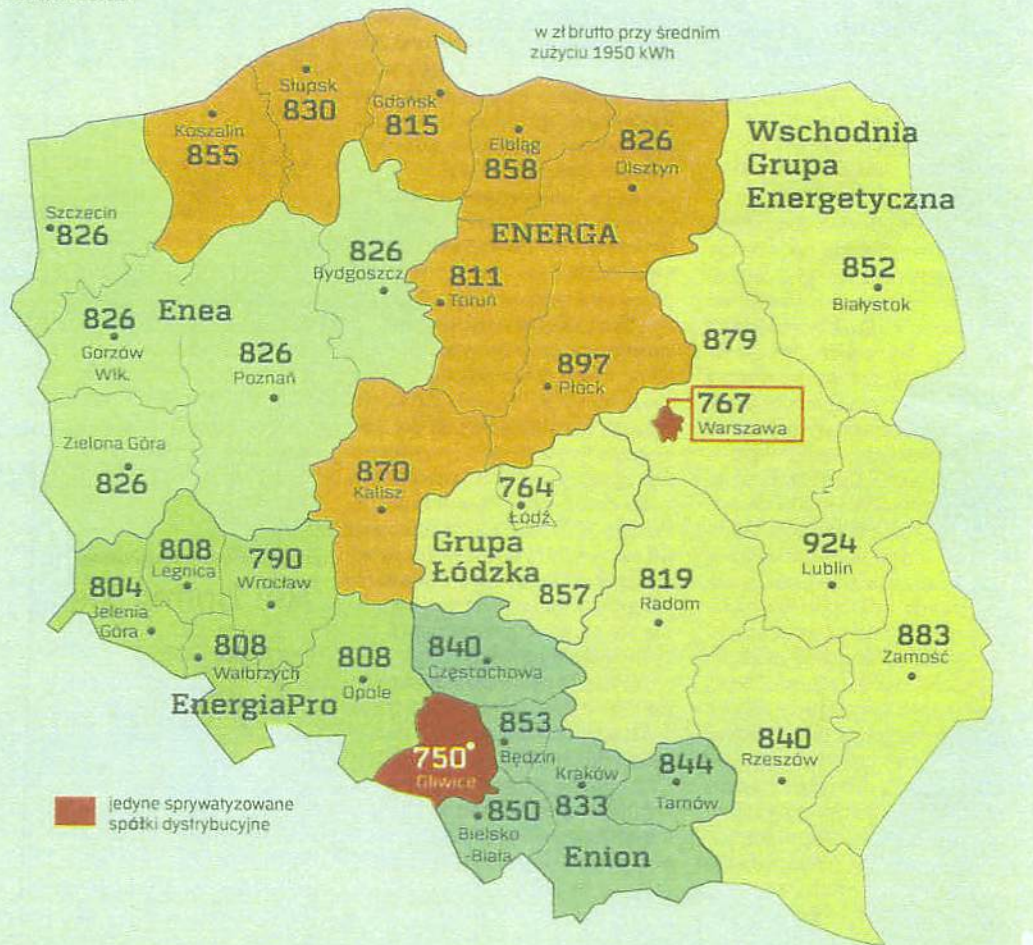 w zł brutto przy średnim
zużyciu 1950 kWh
Słupsk
830
Gdańsk
815
Koszalin
855
Elbląg
858
826
Olsztyn
Wschodnia
Grupa
Energetyczna
Szczecin
826
ENERGA
826
Bydgoszcz
811
Toruń
852
Białystok
Enea
826
Gorzów
Wlk.
826
Poznań
879
897
Płock
767
Warszawa
Zielona Góra
826
870
Kalisz
764
Łódź
Grupa
Łódzka
857
808
Legnica
790
Wrocław
804
Jelenia
Góra
819
Radom
924
Lublin
808
Wałbrzych
808
Opole
840
Częstochowa
883
Zamość
EnergiaPro
750
Gliwice
853
Będzin
Kraków
833
844
Tarnów
840
Rzeszów
850
Bielsko
-Biała
Enion
jedyne sprywatyzowane
spółki dystrybucyjne